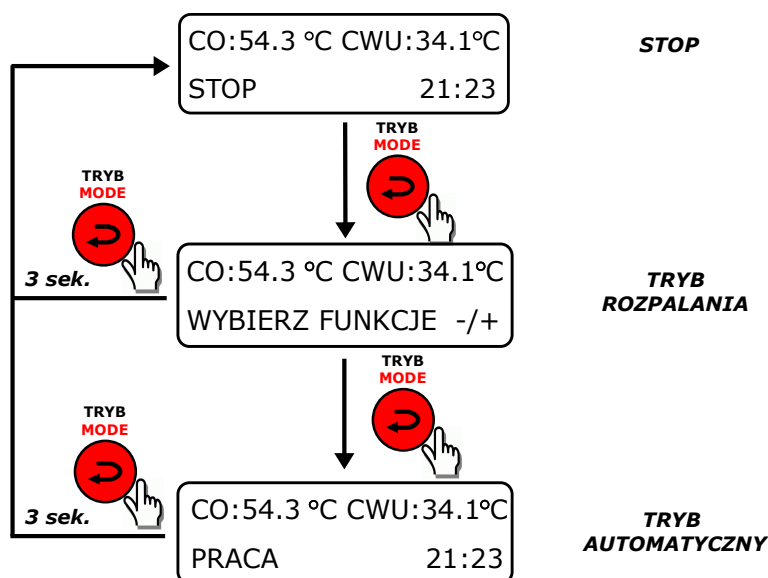 CO:54.3 °C CWU:34.1°C
STOP 21:23
STOP
TRYB
MODE
TRYB
MODE
3 sek.
CO:54.3 °C CWU:34.1°C
WYBIERZ FUNKCJE -/+
TRYB
ROZPALANIA
TRYB
MODE
TRYB
MODE
3 sek.
CO:54.3 °C CWU:34.1°C
PRACA 21:23
TRYB
AUTOMATYCZNY